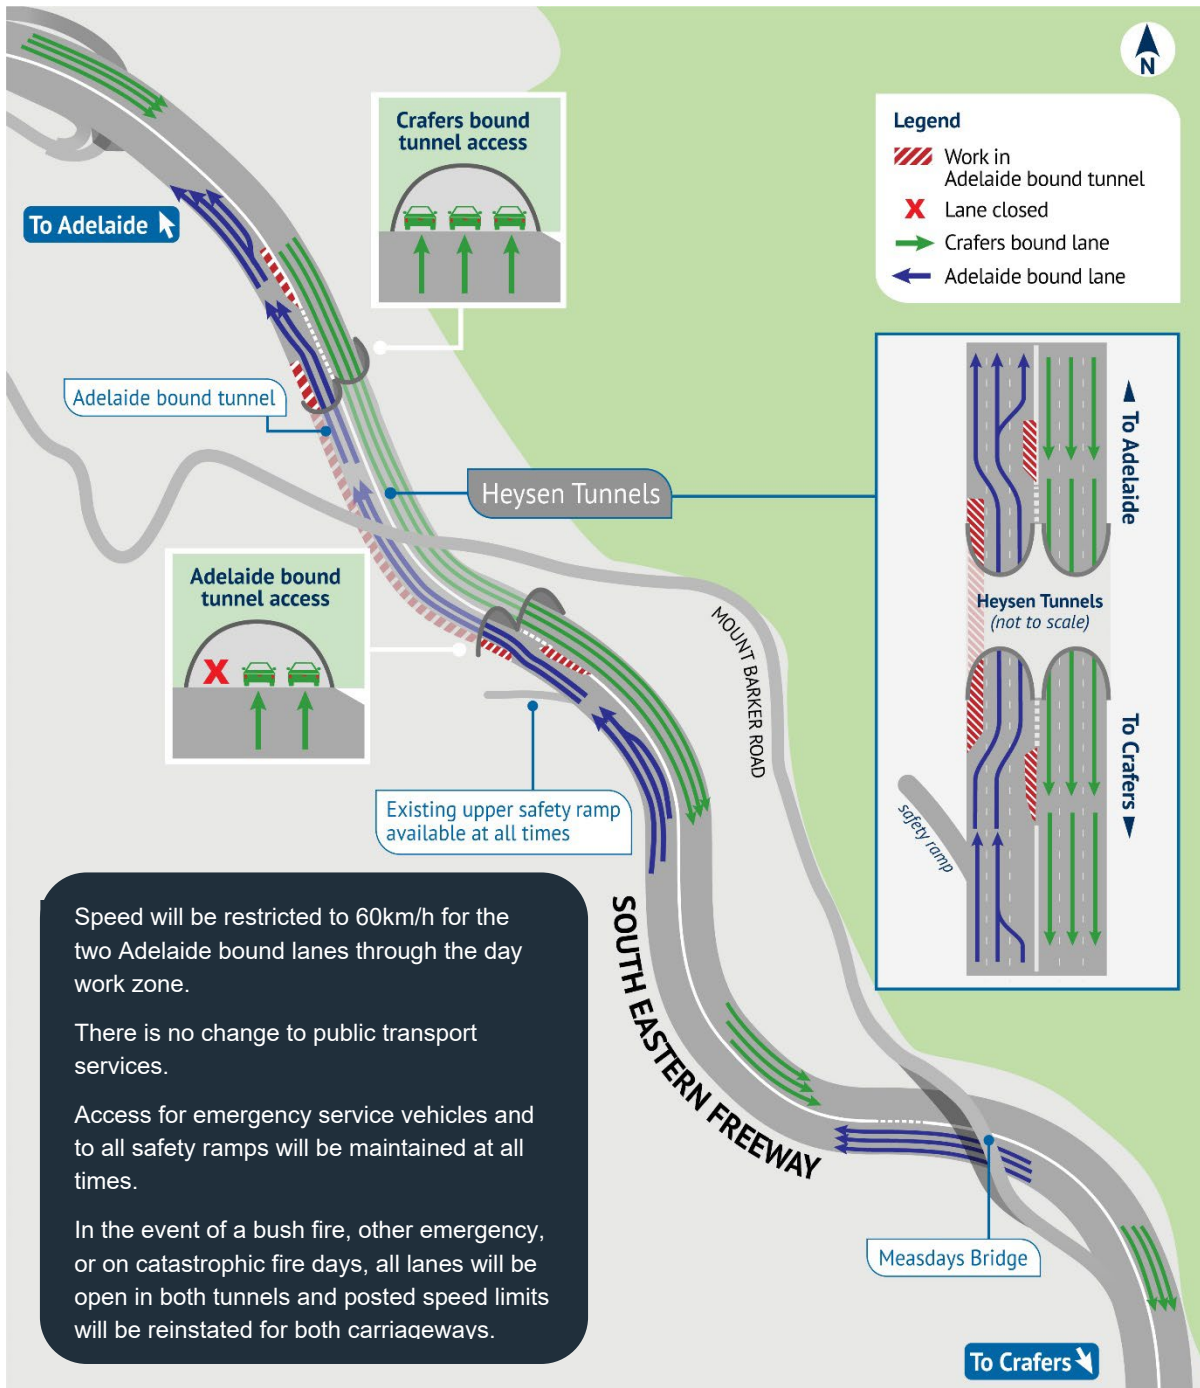 N
Legend
Work in
Adelaide bound tunnel
X Lane closed
Crafers bound lane
Adelaide bound lane
Crafers bound
tunnel access
To Adelaide
Adelaide bound tunnel
Heysen Tunnels
To Adelaide
Heysen Tunnels
(not to scale)
To Crafers
safety ramp
Adelaide bound
tunnel access
X
MOUNT BARKER ROAD
Existing upper safety ramp
available at all times
SOUTH EASTERN FREEWAY
Speed will be restricted to 60km/h for the
two Adelaide bound lanes through the day
work zone.
There is no change to public transport
services.
Access for emergency service vehicles and
to all safety ramps will be maintained at all
times.
In the event of a bush fire, other emergency,
or on catastrophic fire days, all lanes will be
open in both tunnels and posted speed limits
will be reinstated for both carriageways.
Measdays Bridge
To Crafers